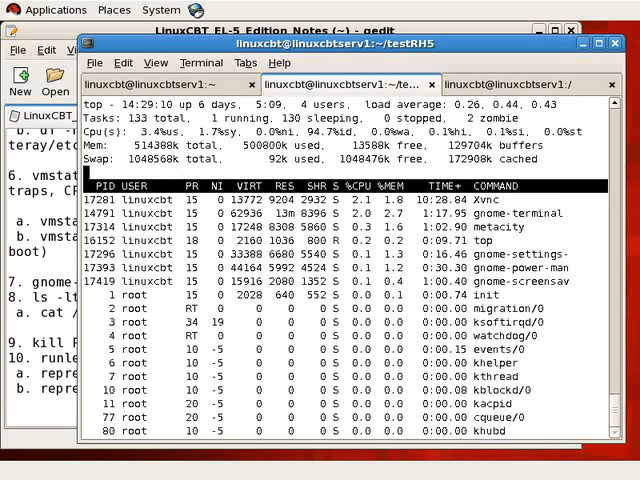 Applications Places System
LinuxCBT EL-5 Edition Notes (~) - gedit
File Edit Vi
New Open
LinuxCBT_
b. df -h
teray/etc
6. vmstat
traps, CP
a. vmsta
b. vmsta
boot)
7. gnome-
8. ls -lt
a. cat /
9. kill P
10. runle
a. repre
b. repre
linuxcbt@linuxcbtserv1:~/testRH5
File Edit View Terminal Tabs Help
linuxcbt@linuxcbtserv1:~ linuxcbt@linuxcbtserv1:~/te... linuxcbt@linuxcbtserv1:/
top - 14:29:10 up 6 days, 5:09, 4 users, load average: 0.26, 0.44, 0.43
Tasks: 133 total, 1 running, 130 sleeping, 0 stopped, 2 zombie
Cpu(s): 3.4%us, 1.7%sy, 0.0%ni, 94.7%id, 0.0%wa, 0.1%hi, 0.1%si, 0.0%st
Mem: 514388k total, 500800k used, 13588k free, 129704k buffers
Swap: 1048568k total, 92k used, 1048476k free, 172908k cached
PID USER PR NI VIRT RES SHR S %CPU %MEM TIME+ COMMAND
17281 linuxcbt 15 0 13772 9204 2932 S 2.1 1.8 10:28.84 Xvnc
14791 linuxcbt 15 0 62936 13m 8396 S 2.0 2.7 1:17.95 gnome-terminal
17314 linuxcbt 15 0 17248 8308 5860 S 0.3 1.6 1:02.90 metacity
16152 linuxcbt 18 0 2160 1036 800 R 0.2 0.2 0:09.71 top
17296 linuxcbt 15 0 33388 6680 5540 S 0.1 1.3 0:16.46 gnome-settings-
17393 linuxcbt 15 0 44164 5992 4524 S 0.1 1.2 0:30.30 gnome-power-man
17419 linuxcbt 15 0 15916 2080 1352 S 0.1 0.4 1:00.40 gnome-screensav
1 root 15 0 2028 640 552 S 0.0 0.1 0:00.74 init
2 root RT 0 0 0 0 S 0.0 0.0 0:00.00 migration/0
3 root 34 19 0 0 0 S 0.0 0.0 0:00.00 ksoftirqd/0
4 root RT 0 0 0 0 S 0.0 0.0 0:00.00 watchdog/0
5 root 10 -5 0 0 0 S 0.0 0.0 0:00.15 events/0
6 root 10 -5 0 0 0 S 0.0 0.0 0:00.00 khelper
7 root 10 -5 0 0 0 S 0.0 0.0 0:00.00 kthread
10 root 10 -5 0 0 0 S 0.0 0.0 0:00.08 kblockd/0
11 root 20 -5 0 0 0 S 0.0 0.0 0:00.00 kacpid
77 root 20 -5 0 0 0 S 0.0 0.0 0:00.00 cqueue/0
80 root 10 -5 0 0 0 S 0.0 0.0 0:00.00 khubd